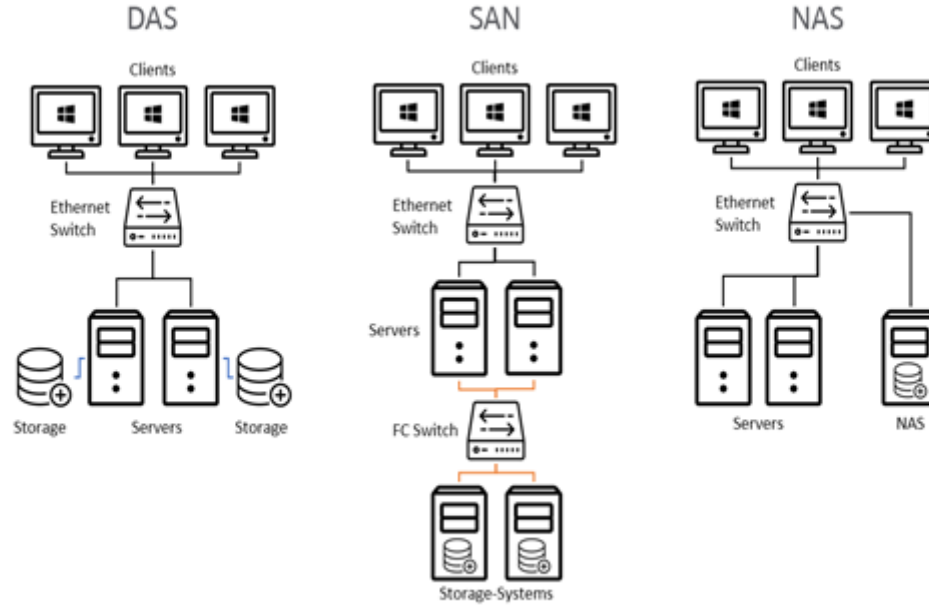 DAS
Clients
Ethernet
Switch
Storage
Servers
Storage
SAN
Clients
Ethernet
Switch
Servers
FC Switch
Storage-Systems
NAS
Clients
Ethernet
Switch
Servers
NAS